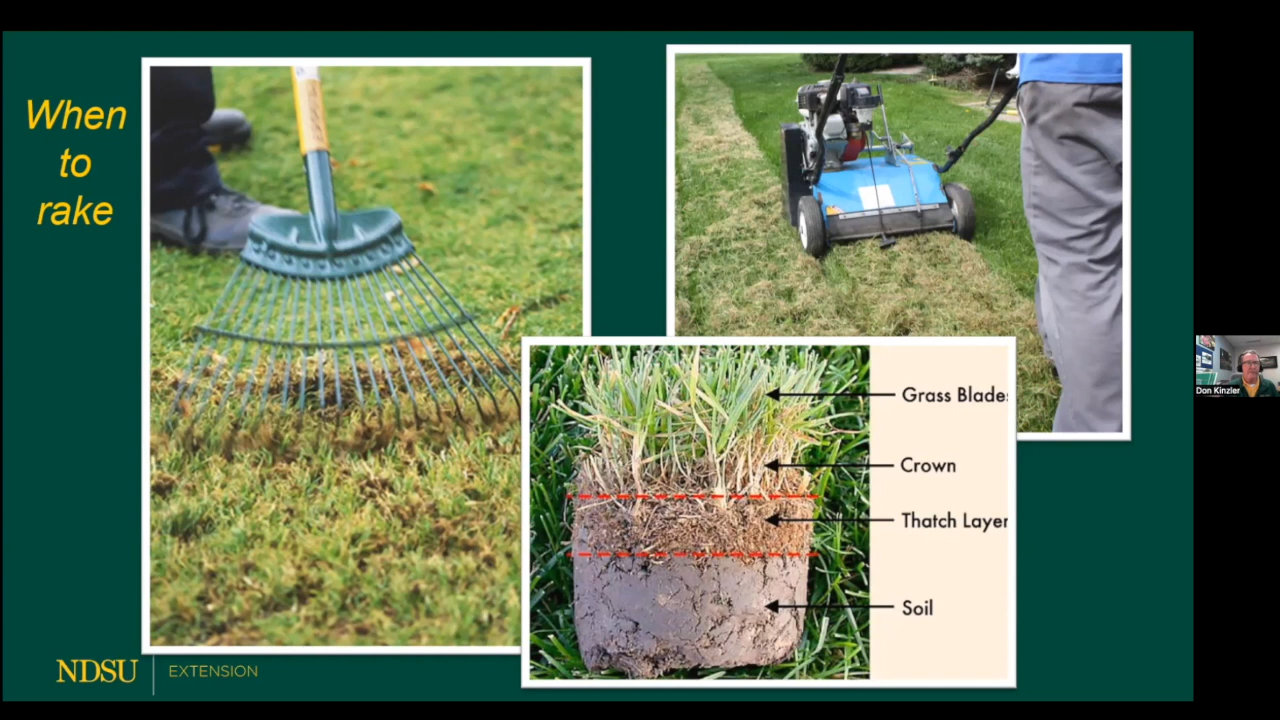 When
to
rake
Grass Blades
Crown
Thatch Layer
Soil
NDSU
EXTENSION
Don Kinzler